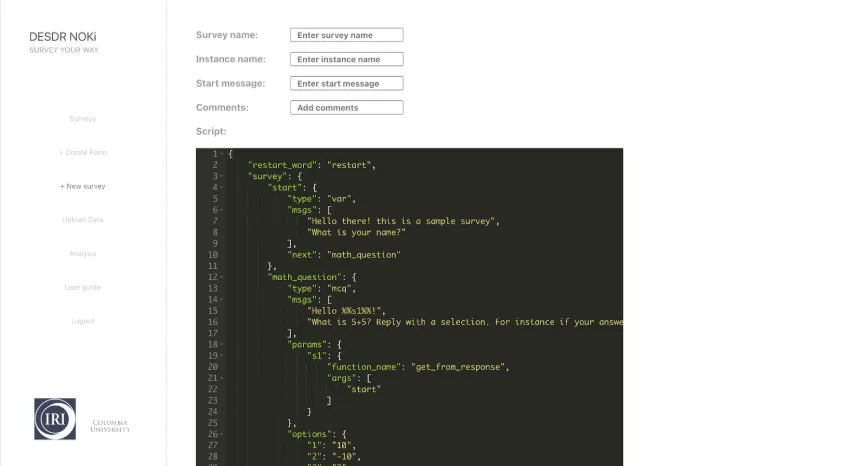 DESDR NOKi
SURVEY YOUR WAY
Surveys
+ Create Form
+ New survey
Upload Data
Analysis
User guide
Logout
IRI
COLUMBIA
UNIVERSITY
Survey name: Enter survey name
Instance name: Enter instance name
Start message: Enter start message
Comments: Add comments
Script:
1 {
2 "restart_word": "restart",
3 "survey": {
4 "start": {
5 "type": "var",
6 "msgs": [
7 "Hello there! this is a sample survey",
8 "What is your name?"
9 ],
10 "next": "math_question"
11 },
12 "math_question": {
13 "type": "mcq",
14 "msgs": [
15 "Hello %%s1%%!",
16 "What is 5+5? Reply with a selection. For instance if your answe
17 ],
18 "params": {
19 "s1": {
20 "function_name": "get_from_response",
21 "args": [
22 "start"
23 ]
24 }
25 },
26 "options": {
27 "1": "10",
28 "2": "-10",